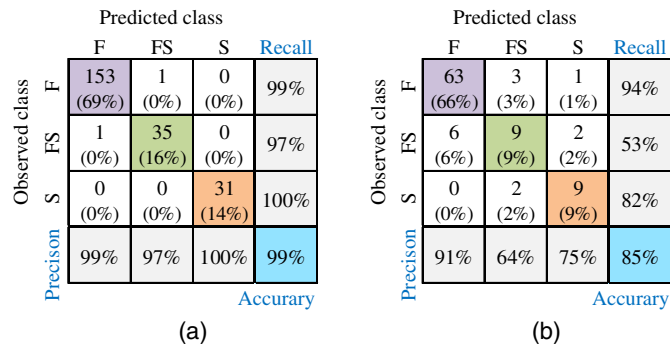 Predicted class
F FS S Recall
Observed class
F 153 1 0 99%
(69%) (0%) (0%)
FS 1 35 0 97%
(0%) (16%) (0%)
S 0 0 31 100%
(0%) (0%) (14%)
Precison 99% 97% 100% 99%
Accurary
(a)
Predicted class
F FS S Recall
Observed class
F 63 3 1 94%
(66%) (3%) (1%)
FS 6 9 2 53%
(6%) (9%) (2%)
S 0 2 9 82%
(0%) (2%) (9%)
Precison 91% 64% 75% 85%
Accurary
(b)